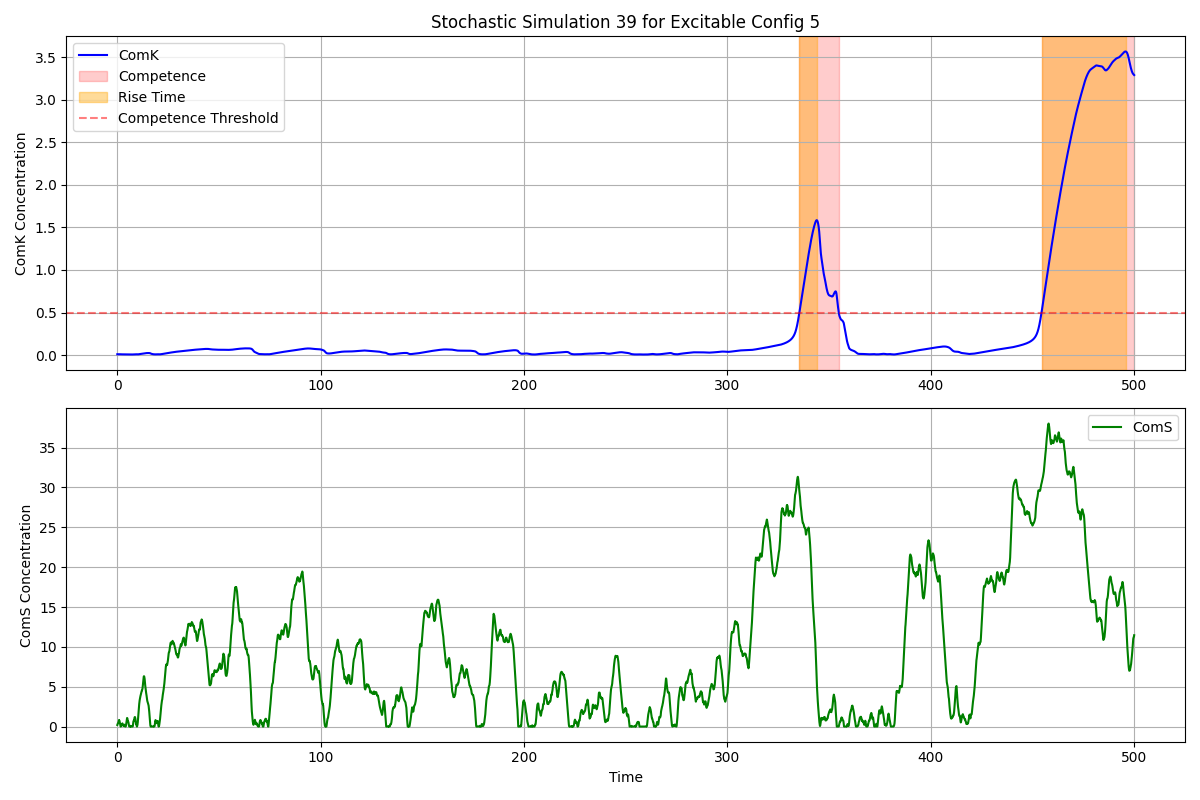 Stochastic Simulation 39 for Excitable Config 5
ComK Concentration
3.5
3.0
2.5
2.0
1.5
1.0
0.5
0.0
ComK
Competence
Rise Time
Competence Threshold
0 100 200 300 400 500
ComS Concentration
35
30
25
20
15
10
5
0
ComS
0 100 200 300 400 500
Time